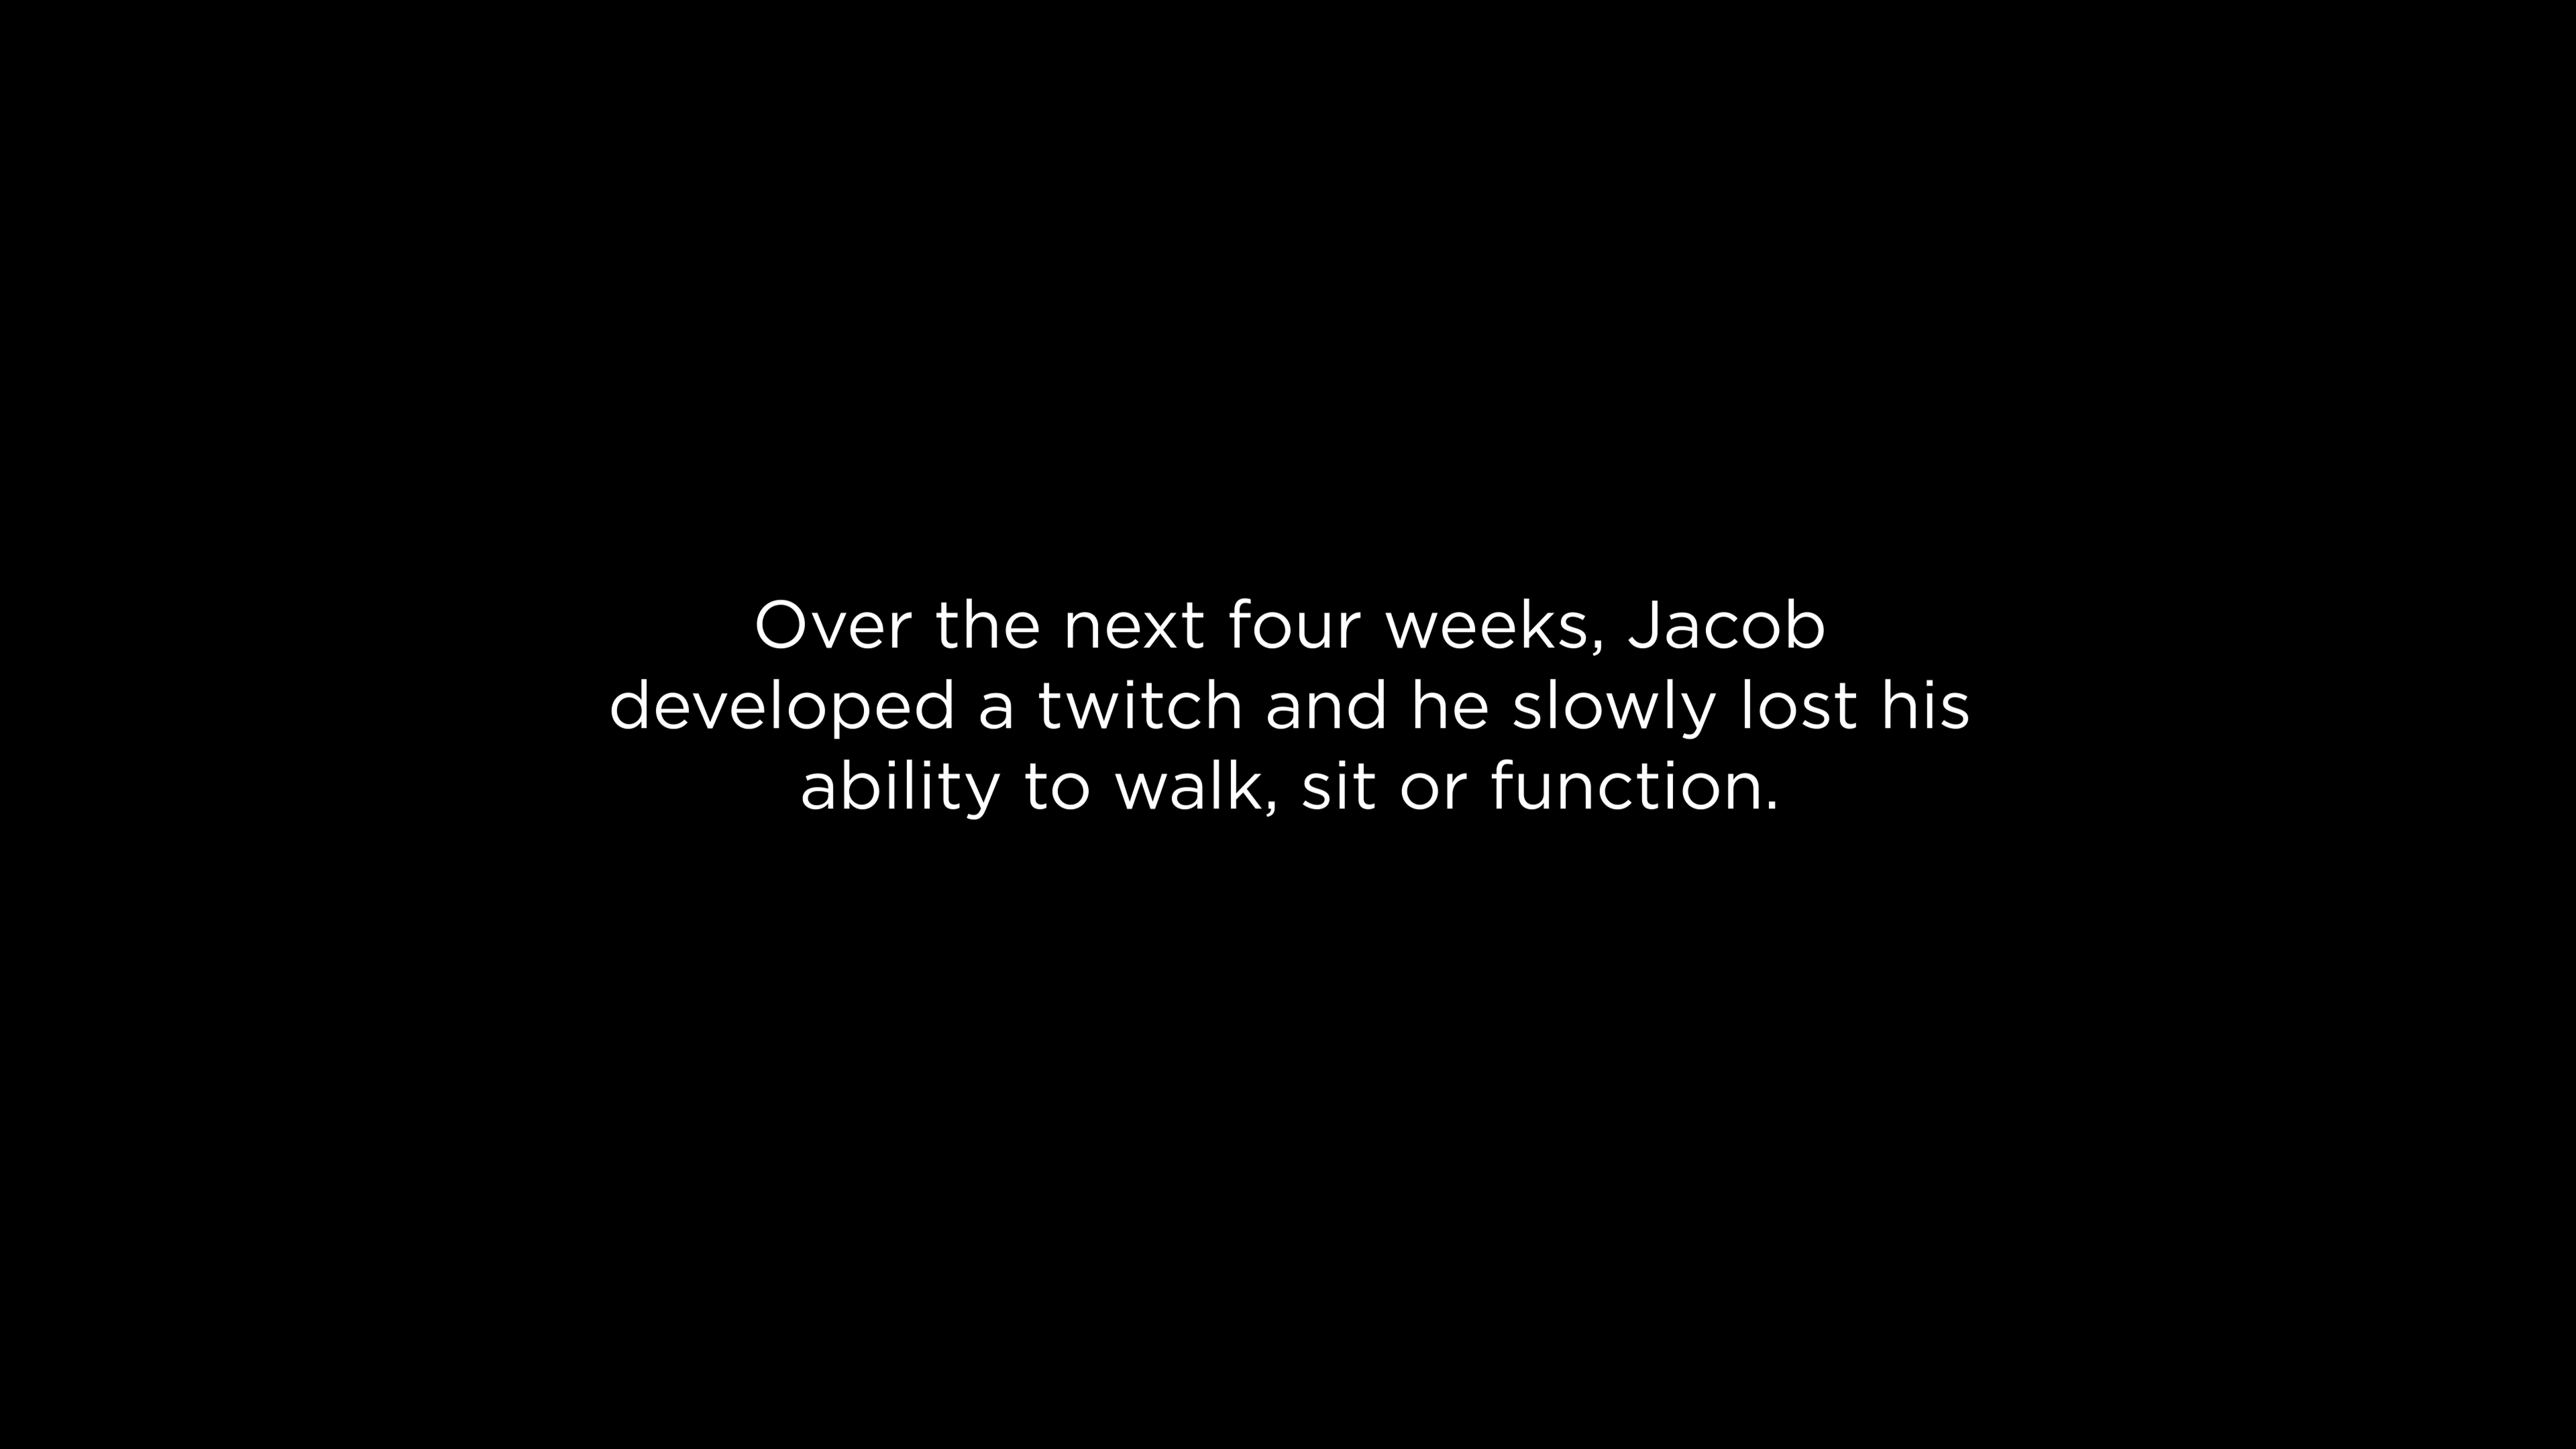 Over the next four weeks, Jacob
developed a twitch and he slowly lost his
ability to walk, sit or function.